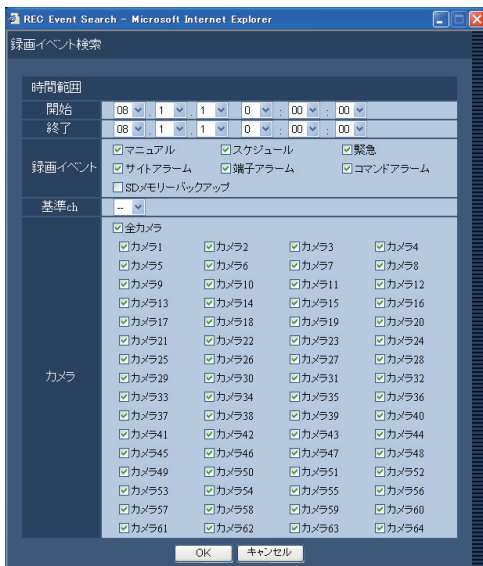 REC Event Search - Microsoft Internet Explorer
録画イベント検索
時間範囲
開始 08 . 1 . 1 0 : 00 : 00
終了 08 . 1 . 1 0 : 00 : 00
録画イベント
マニュアル スケジュール 緊急
サイトアラーム 端子アラーム コマンドアラーム
SDメモリーバックアップ
基準ch --
カメラ
全カメラ
カメラ1 カメラ2 カメラ3 カメラ4
カメラ5 カメラ6 カメラ7 カメラ8
カメラ9 カメラ10 カメラ11 カメラ12
カメラ13 カメラ14 カメラ15 カメラ16
カメラ17 カメラ18 カメラ19 カメラ20
カメラ21 カメラ22 カメラ23 カメラ24
カメラ25 カメラ26 カメラ27 カメラ28
カメラ29 カメラ30 カメラ31 カメラ32
カメラ33 カメラ34 カメラ35 カメラ36
カメラ37 カメラ38 カメラ39 カメラ40
カメラ41 カメラ42 カメラ43 カメラ44
カメラ45 カメラ46 カメラ47 カメラ48
カメラ49 カメラ50 カメラ51 カメラ52
カメラ53 カメラ54 カメラ55 カメラ56
カメラ57 カメラ58 カメラ59 カメラ60
カメラ61 カメラ62 カメラ63 カメラ64
OK キャンセル